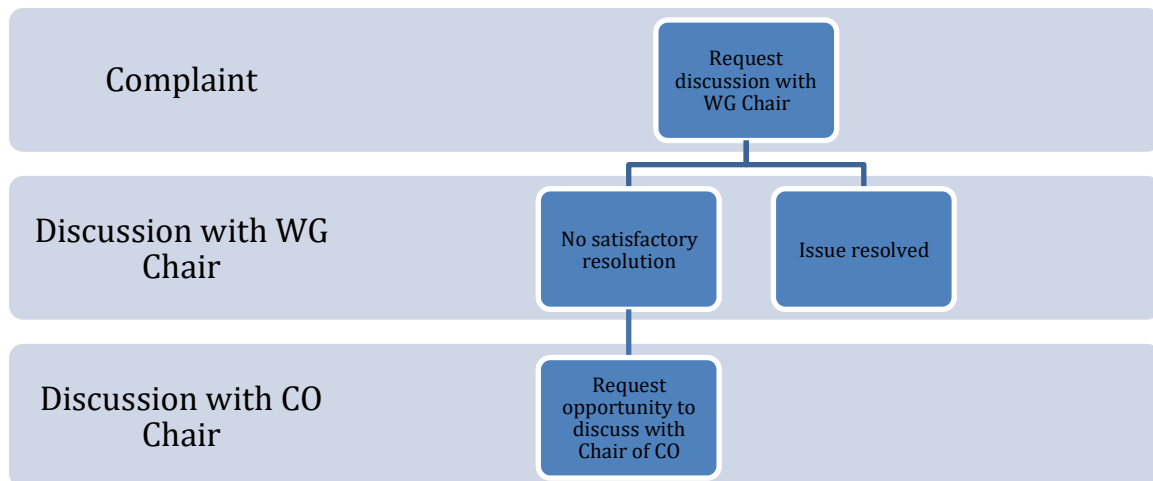 Complaint
Request
discussion with
WG Chair
Discussion with WG
Chair
No satisfactory
resolution
Issue resolved
Discussion with CO
Chair
Request
opportunity to
discuss with
Chair of CO